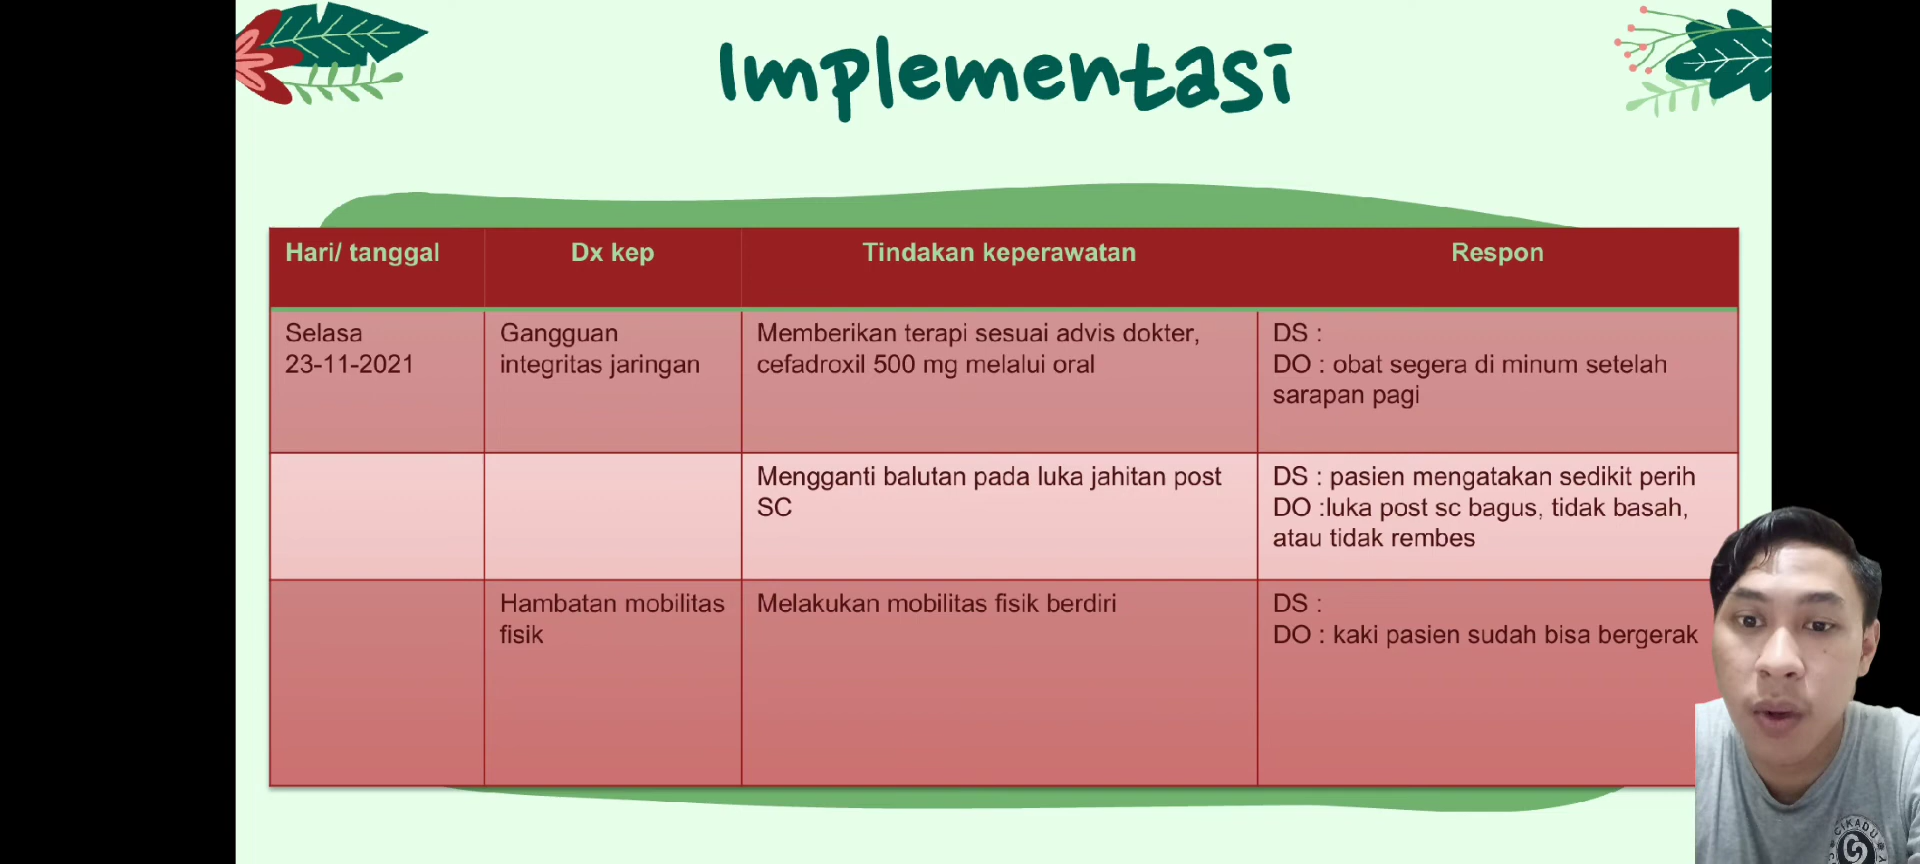 Implementasi
Hari/ tanggal
Dx kep
Tindakan keperawatan
Respon
Selasa
23-11-2021
Gangguan
integritas jaringan
Memberikan terapi sesuai advis dokter,
cefadroxil 500 mg melalui oral
DS :
DO : obat segera di minum setelah
sarapan pagi
Mengganti balutan pada luka jahitan post
SC
DS : pasien mengatakan sedikit perih
DO :luka post sc bagus, tidak basah,
atau tidak rembes
Hambatan mobilitas
fisik
Melakukan mobilitas fisik berdiri
DS :
DO : kaki pasien sudah bisa bergerak
CIKADU